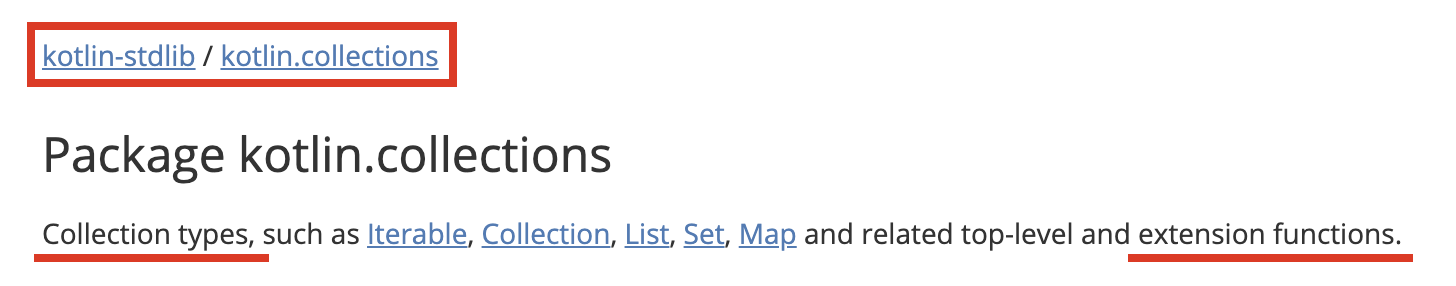 kotlin-stdlib / kotlin.collections
Package kotlin.collections
Collection types, such as Iterable, Collection, List, Set, Map and related top-level and extension functions.